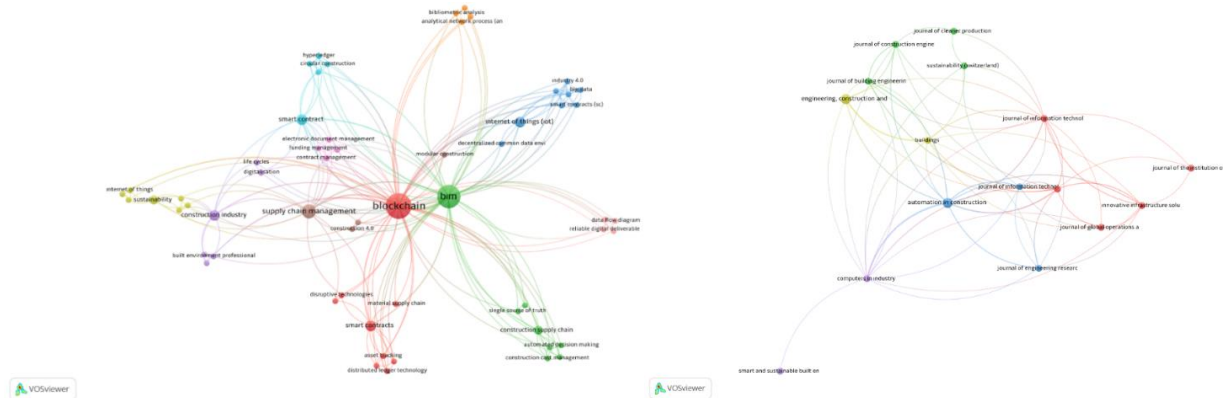 bibliometric analysis
analytical network process (an
hyperledger
circular construction
industry 4.0
big data
smart contracts (sc)
smart contract
internet of things (iot)
electronic document management
funding management
contract management
decentralized common data envi
modular construction
life cycles
digitalization
internet of things
sustainability
bim
blockchain
construction industry
supply chain management
data flow diagram
reliable digital deliverable
construction 4.0
built environment professional
disruptive technologies
material supply chain
single source of truth
smart contracts
construction supply chain
automated decision making
construction cost management
asset tracking
distributed ledger technology
VOSviewer
journal of cleaner production
journal of construction engine
sustainability (switzerland)
journal of building engineerin
engineering, construction and
journal of information technol
buildings
journal of the institution o
journal of information technol
automation in construction
innovative infrastructure solu
journal of global operations a
journal of engineering researc
computers in industry
smart and sustainable built en
VOSviewer